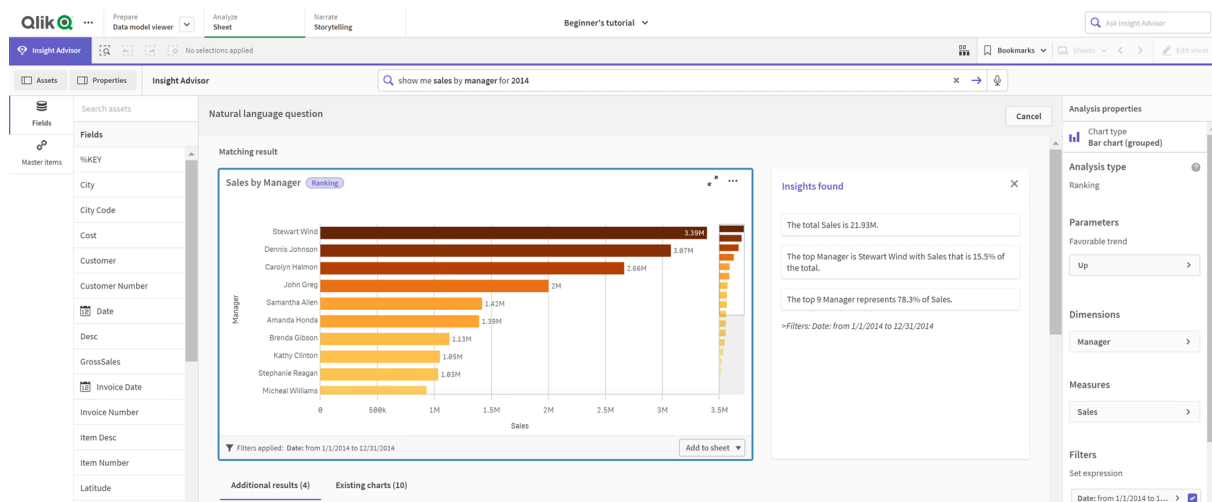 Qlik
Prepare
Data model viewer
Analyze
Sheet
Narrate
Storytelling
Beginner's tutorial
Ask Insight Advisor
Insight Advisor
No selections applied
Bookmarks
Sheets
Edit sheet
Assets
Properties
Insight Advisor
show me sales by manager for 2014
Fields
Master items
Search assets
Fields
%KEY
City
City Code
Cost
Customer
Customer Number
Date
Desc
GrossSales
Invoice Date
Invoice Number
Item Desc
Item Number
Latitude
Natural language question
Cancel
Matching result
Sales by Manager
Ranking
Manager
Stewart Wind 3.39M
Dennis Johnson 3.07M
Carolyn Halmon 2.66M
John Greg 2M
Samantha Allen 1.42M
Amanda Honda 1.39M
Brenda Gibson 1.13M
Kathy Clinton 1.05M
Stephanie Reagan 1.03M
Micheal Williams
0 500k 1M 1.5M 2M 2.5M 3M 3.5M
Sales
Filters applied: Date: from 1/1/2014 to 12/31/2014
Add to sheet
Additional results (4)
Existing charts (10)
Insights found
The total Sales is 21.93M.
The top Manager is Stewart Wind with Sales that is 15.5% of
the total.
The top 9 Manager represents 78.3% of Sales.
>Filters: Date: from 1/1/2014 to 12/31/2014
Analysis properties
Chart type
Bar chart (grouped)
Analysis type
Ranking
Parameters
Favorable trend
Up
Dimensions
Manager
Measures
Sales
Filters
Set expression
Date: from 1/1/2014 to 1...